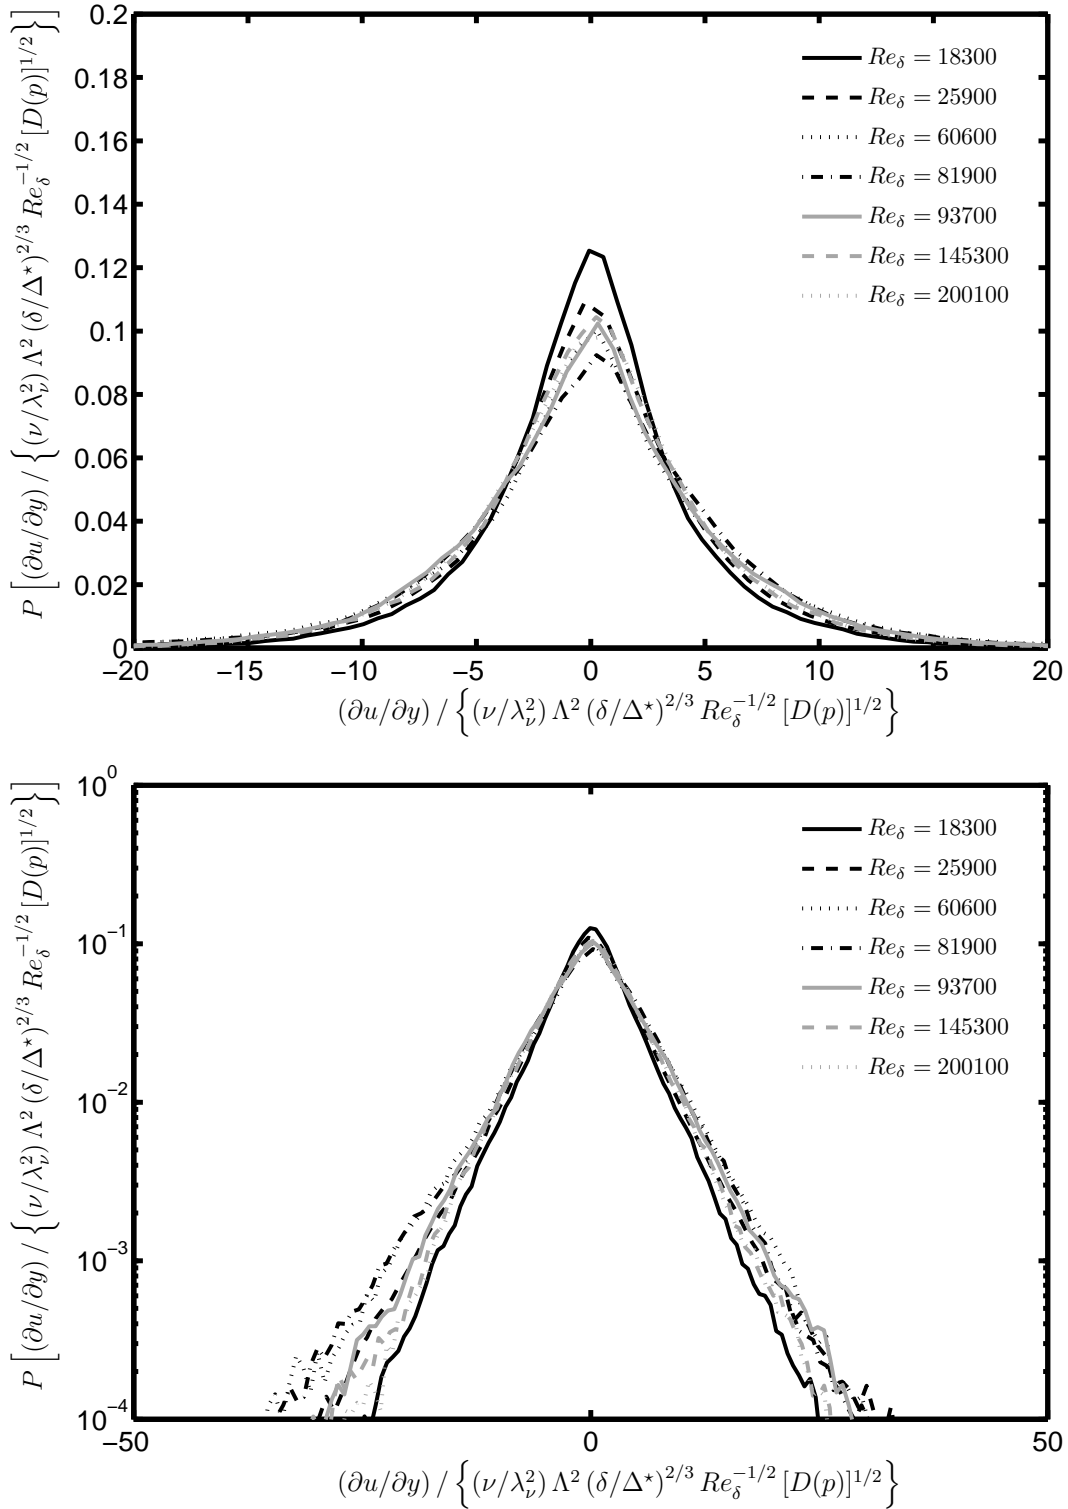 P [(∂u/∂y) / {(ν/λ_ν^2) Λ^2 (δ/Δ⋆)^{2/3} Re_δ^{−1/2} [D(p)]^{1/2}}]
0.2
0.18
0.16
0.14
0.12
0.1
0.08
0.06
0.04
0.02
0
Re_δ = 18300
Re_δ = 25900
Re_δ = 60600
Re_δ = 81900
Re_δ = 93700
Re_δ = 145300
Re_δ = 200100
−20 −15 −10 −5 0 5 10 15 20
(∂u/∂y) / {(ν/λ_ν^2) Λ^2 (δ/Δ⋆)^{2/3} Re_δ^{−1/2} [D(p)]^{1/2}}
P [(∂u/∂y) / {(ν/λ_ν^2) Λ^2 (δ/Δ⋆)^{2/3} Re_δ^{−1/2} [D(p)]^{1/2}}]
10^0
10^{−1}
10^{−2}
10^{−3}
10^{−4}
Re_δ = 18300
Re_δ = 25900
Re_δ = 60600
Re_δ = 81900
Re_δ = 93700
Re_δ = 145300
Re_δ = 200100
−50 0 50
(∂u/∂y) / {(ν/λ_ν^2) Λ^2 (δ/Δ⋆)^{2/3} Re_δ^{−1/2} [D(p)]^{1/2}}